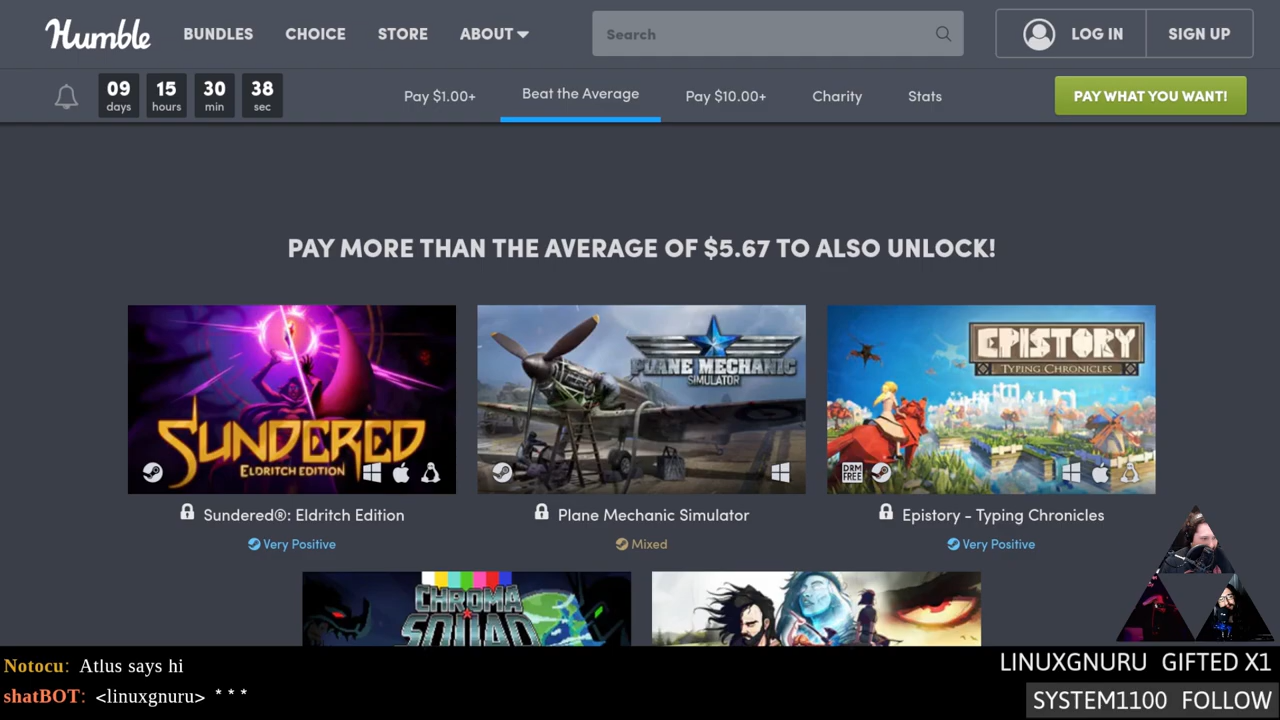 Humble BUNDLES CHOICE STORE ABOUT Search LOG IN SIGN UP
09 15 30 38
days hours min sec
Pay $1.00+ Beat the Average Pay $10.00+ Charity Stats PAY WHAT YOU WANT!
PAY MORE THAN THE AVERAGE OF $5.67 TO ALSO UNLOCK!
SUNDERED
ELDRITCH EDITION
PLANE MECHANIC
SIMULATOR
EPISTORY
TYPING CHRONICLES
DRM
FREE
Sundered®: Eldritch Edition Plane Mechanic Simulator Epistory - Typing Chronicles
Very Positive Mixed Very Positive
CHROMA
SQUAD
Notocu: Atlus says hi
shatBOT: <linuxgnuru> * * *
LINUXGNURU GIFTED X1
SYSTEM1100 FOLLOW